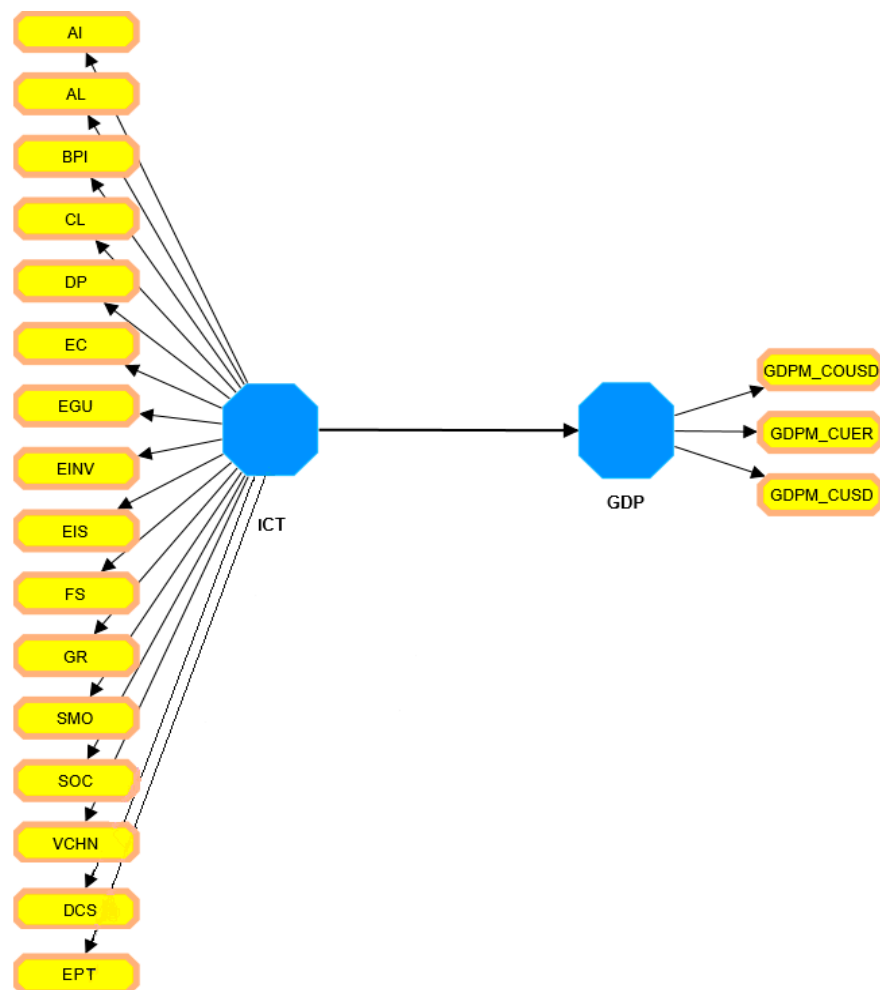 AI
AL
BPI
CL
DP
EC
EGU
EINV
EIS
FS
GR
SMO
SOC
VCHN
DCS
EPT
ICT
GDP
GDPM_COUSD
GDPM_CUER
GDPM_CUSD